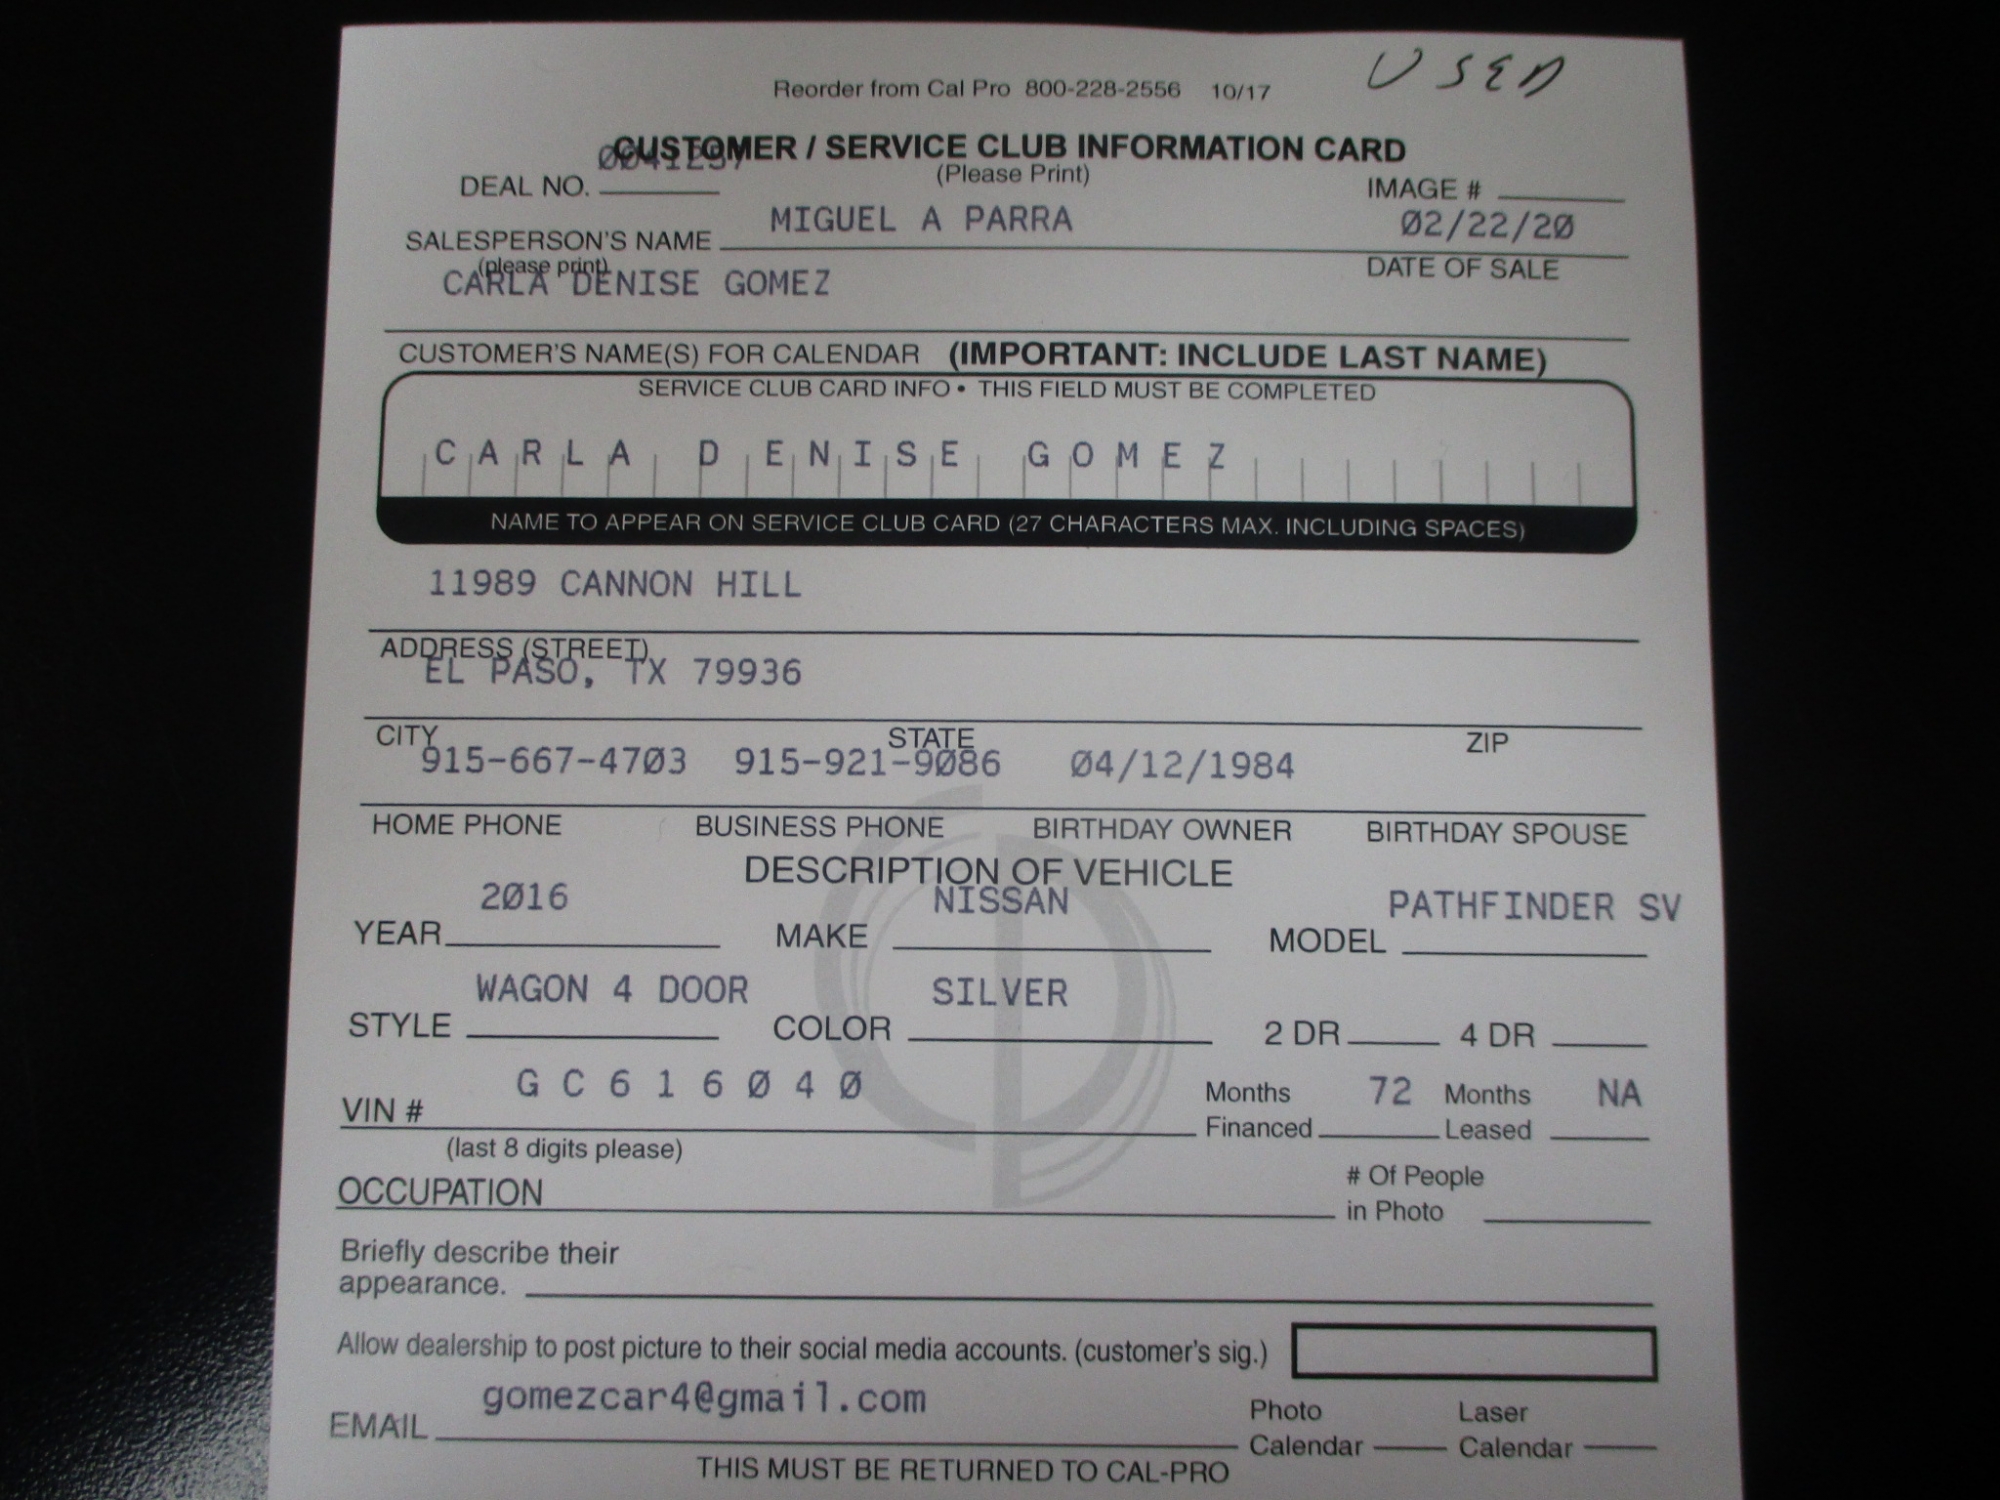 USED
Reorder from Cal Pro 800-228-2556 10/17
CUSTOMER / SERVICE CLUB INFORMATION CARD
(Please Print)
DEAL NO. IMAGE #
MIGUEL A PARRA 02/22/20
SALESPERSON'S NAME
(please print) DATE OF SALE
CARLA DENISE GOMEZ
CUSTOMER'S NAME(S) FOR CALENDAR (IMPORTANT: INCLUDE LAST NAME)
SERVICE CLUB CARD INFO • THIS FIELD MUST BE COMPLETED
CARLA DENISE GOMEZ
NAME TO APPEAR ON SERVICE CLUB CARD (27 CHARACTERS MAX. INCLUDING SPACES)
11989 CANNON HILL
ADDRESS (STREET)
EL PASO, TX 79936
CITY STATE ZIP
915-667-4703 915-921-9086 04/12/1984
HOME PHONE BUSINESS PHONE BIRTHDAY OWNER BIRTHDAY SPOUSE
DESCRIPTION OF VEHICLE
2016 NISSAN PATHFINDER SV
YEAR MAKE MODEL
WAGON 4 DOOR SILVER
STYLE COLOR 2 DR 4 DR
GC616040 Months 72 Months NA
VIN # Financed Leased
(last 8 digits please)
OCCUPATION # Of People
in Photo
Briefly describe their
appearance.
Allow dealership to post picture to their social media accounts. (customer's sig.)
gomezcar4@gmail.com Photo Laser
EMAIL Calendar Calendar
THIS MUST BE RETURNED TO CAL-PRO